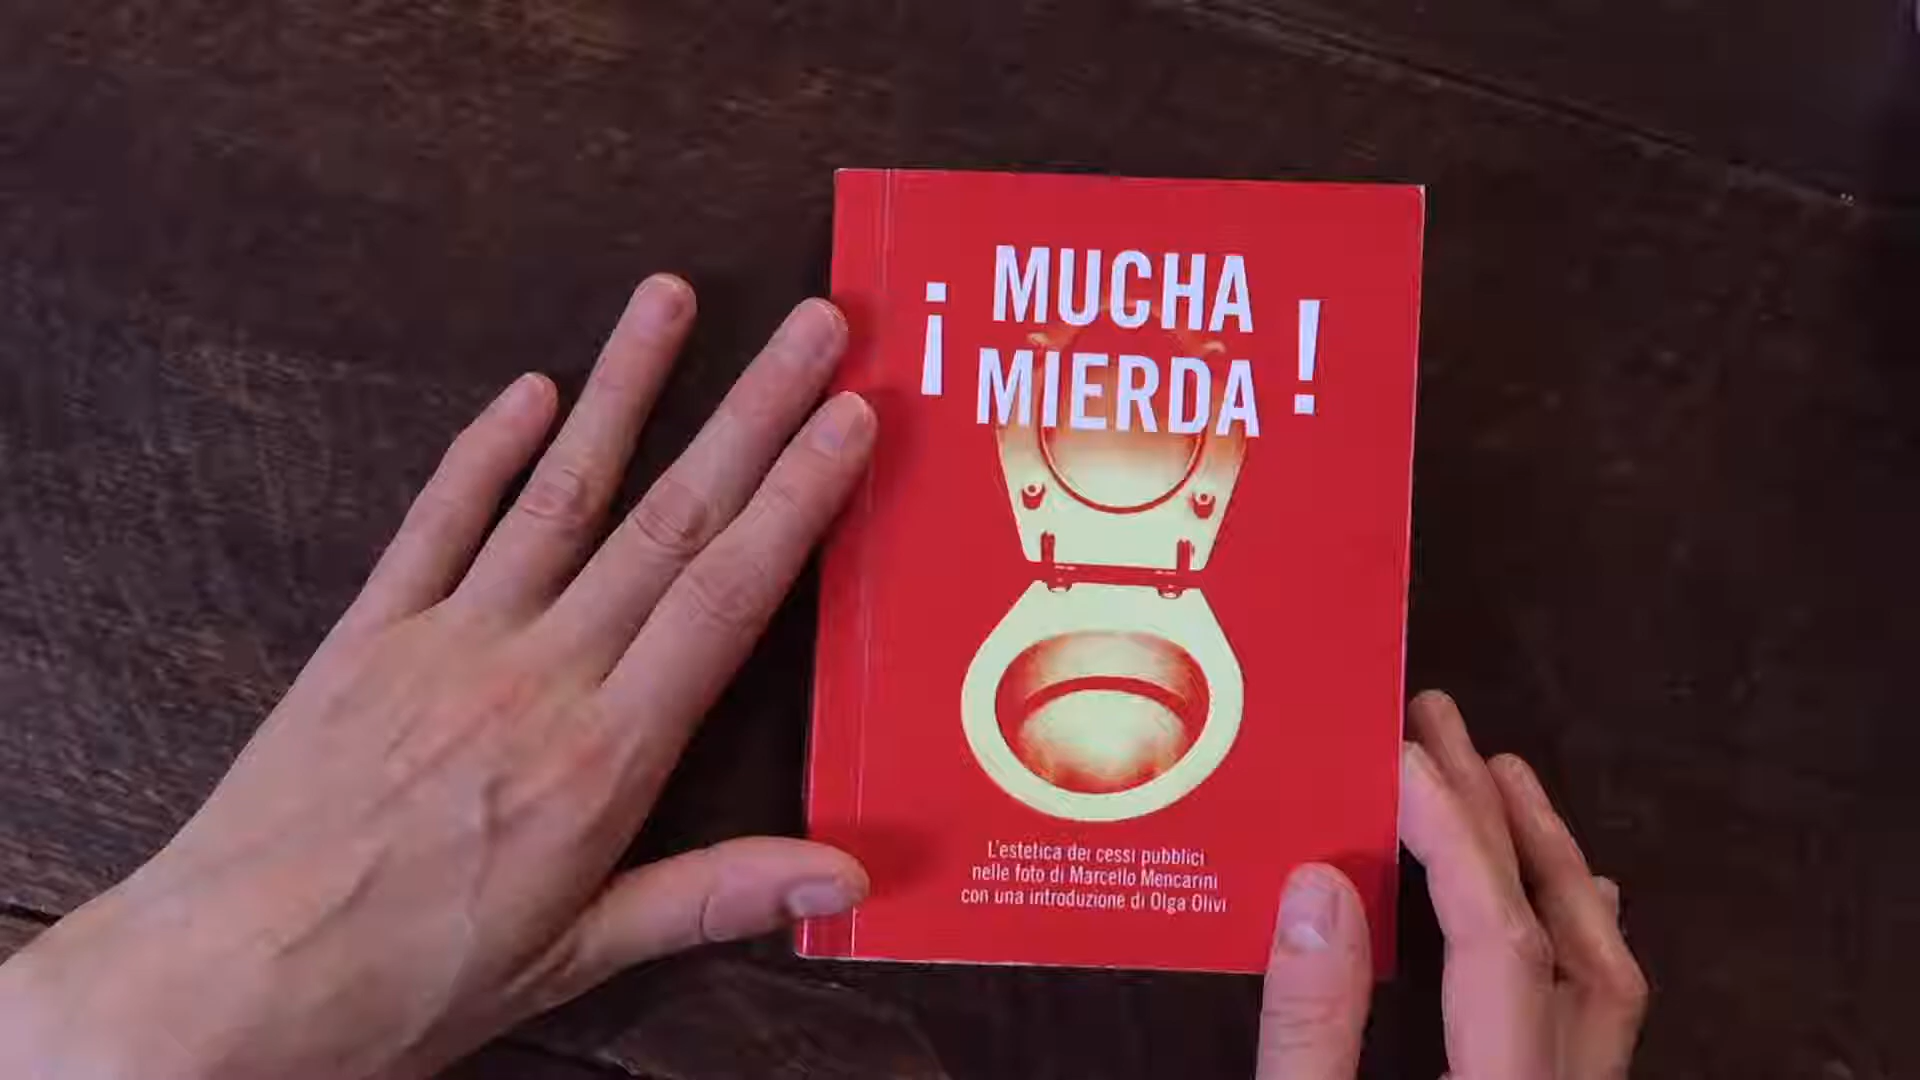 ¡ MUCHA
MIERDA !
L'estetica dei cessi pubblici
nelle foto di Marcello Mencarini
con una introduzione di Olga Olivi